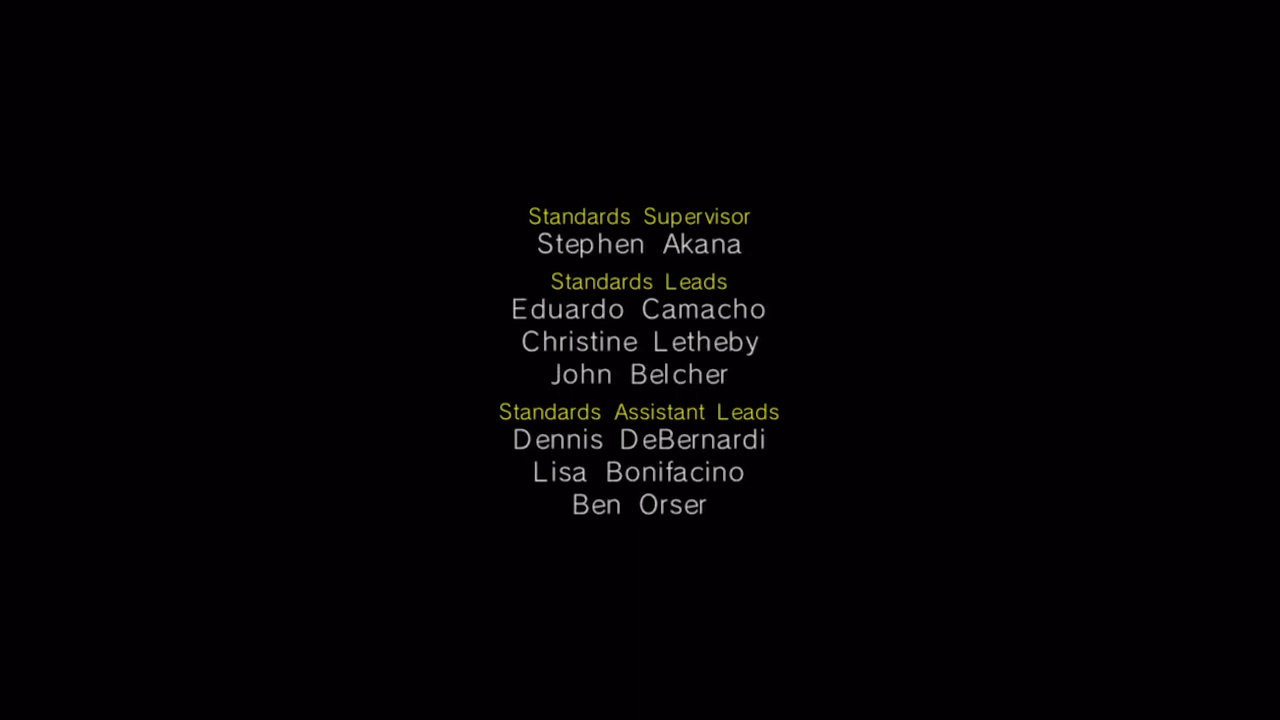 Standards Supervisor
Stephen Akana
Standards Leads
Eduardo Camacho
Christine Letheby
John Belcher
Standards Assistant Leads
Dennis DeBernardi
Lisa Bonifacino
Ben Orser